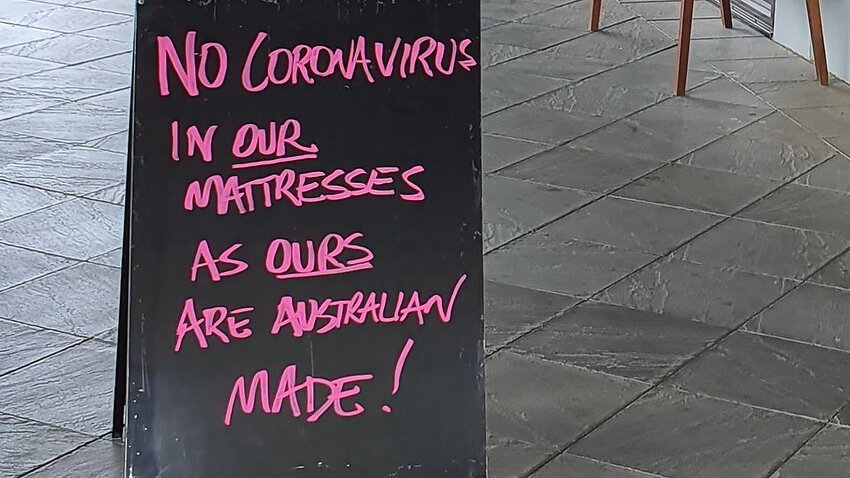 NO CORONAVIRUS
IN OUR
MATTRESSES
AS OURS
ARE AUSTRALIAN
MADE!